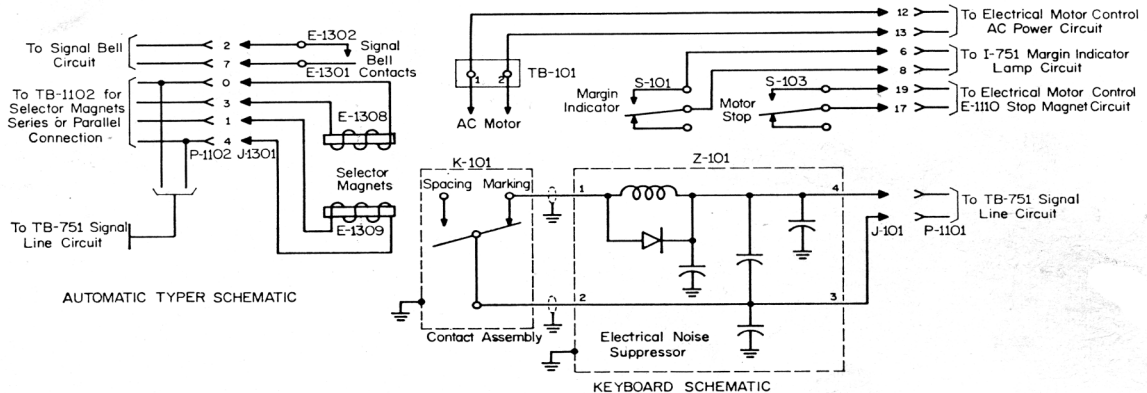 To Signal Bell
Circuit
2
7
E-1302
E-1301
Signal
Bell
Contacts
To TB-1102 for
Selector Magnets
Series or Parallel
Connection
0
3
1
4
P-1102
J-1301
E-1308
Selector
Magnets
E-1309
To TB-751 Signal
Line Circuit
AUTOMATIC TYPER SCHEMATIC
1
2
TB-101
AC Motor
12
13
To Electrical Motor Control
AC Power Circuit
6
8
To I-751 Margin Indicator
Lamp Circuit
19
17
To Electrical Motor Control
E-1110 Stop Magnet Circuit
S-101
Margin
Indicator
S-103
Motor
Stop
K-101
Spacing
Marking
Contact Assembly
1
2
Z-101
4
3
Electrical Noise
Suppressor
J-101
P-1101
To TB-751 Signal
Line Circuit
KEYBOARD SCHEMATIC